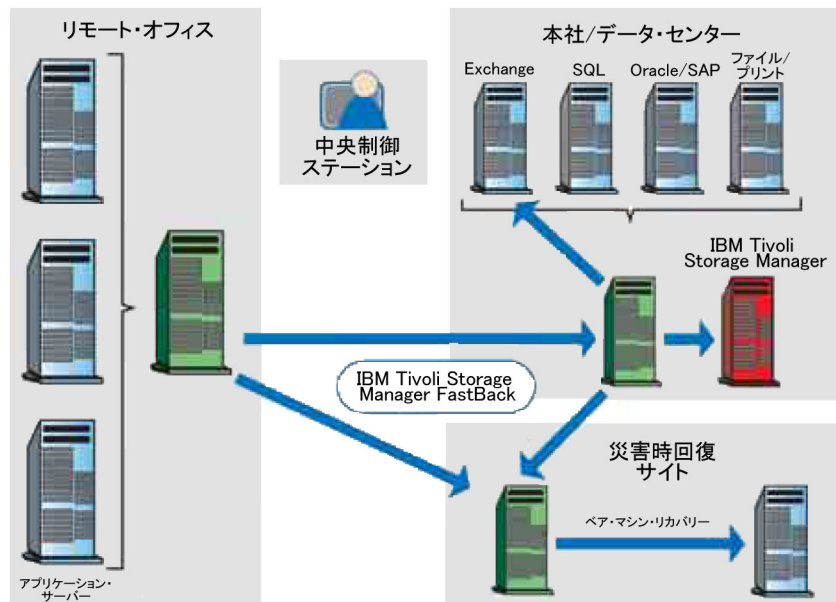 リモート・オフィス
アプリケーション・
サーバー
中央制御
ステーション
本社/データ・センター
Exchange
SQL
Oracle/SAP
ファイル/
プリント
IBM Tivoli
Storage Manager
IBM Tivoli Storage
Manager FastBack
災害時回復
サイト
ベア・マシン・リカバリー